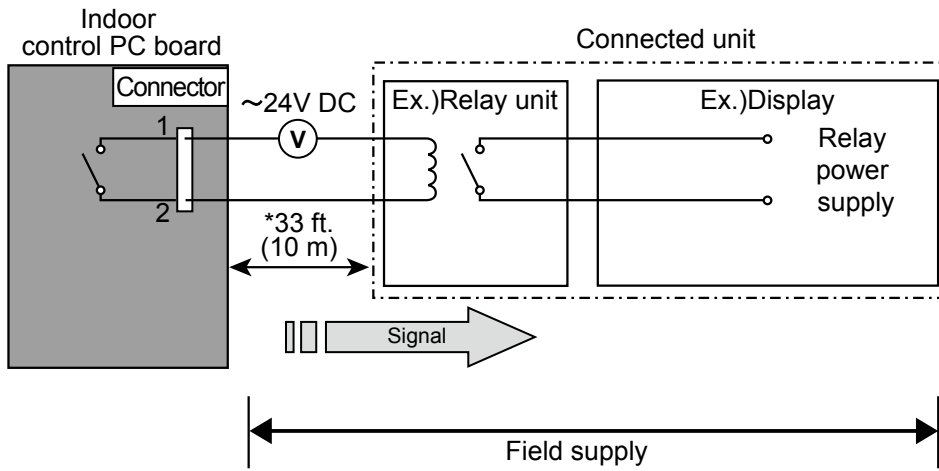 Indoor
control PC board
Connector
1
2
~24V DC
V
*33 ft.
(10 m)
Connected unit
Ex.)Relay unit
Ex.)Display
Relay
power
supply
Signal
Field supply